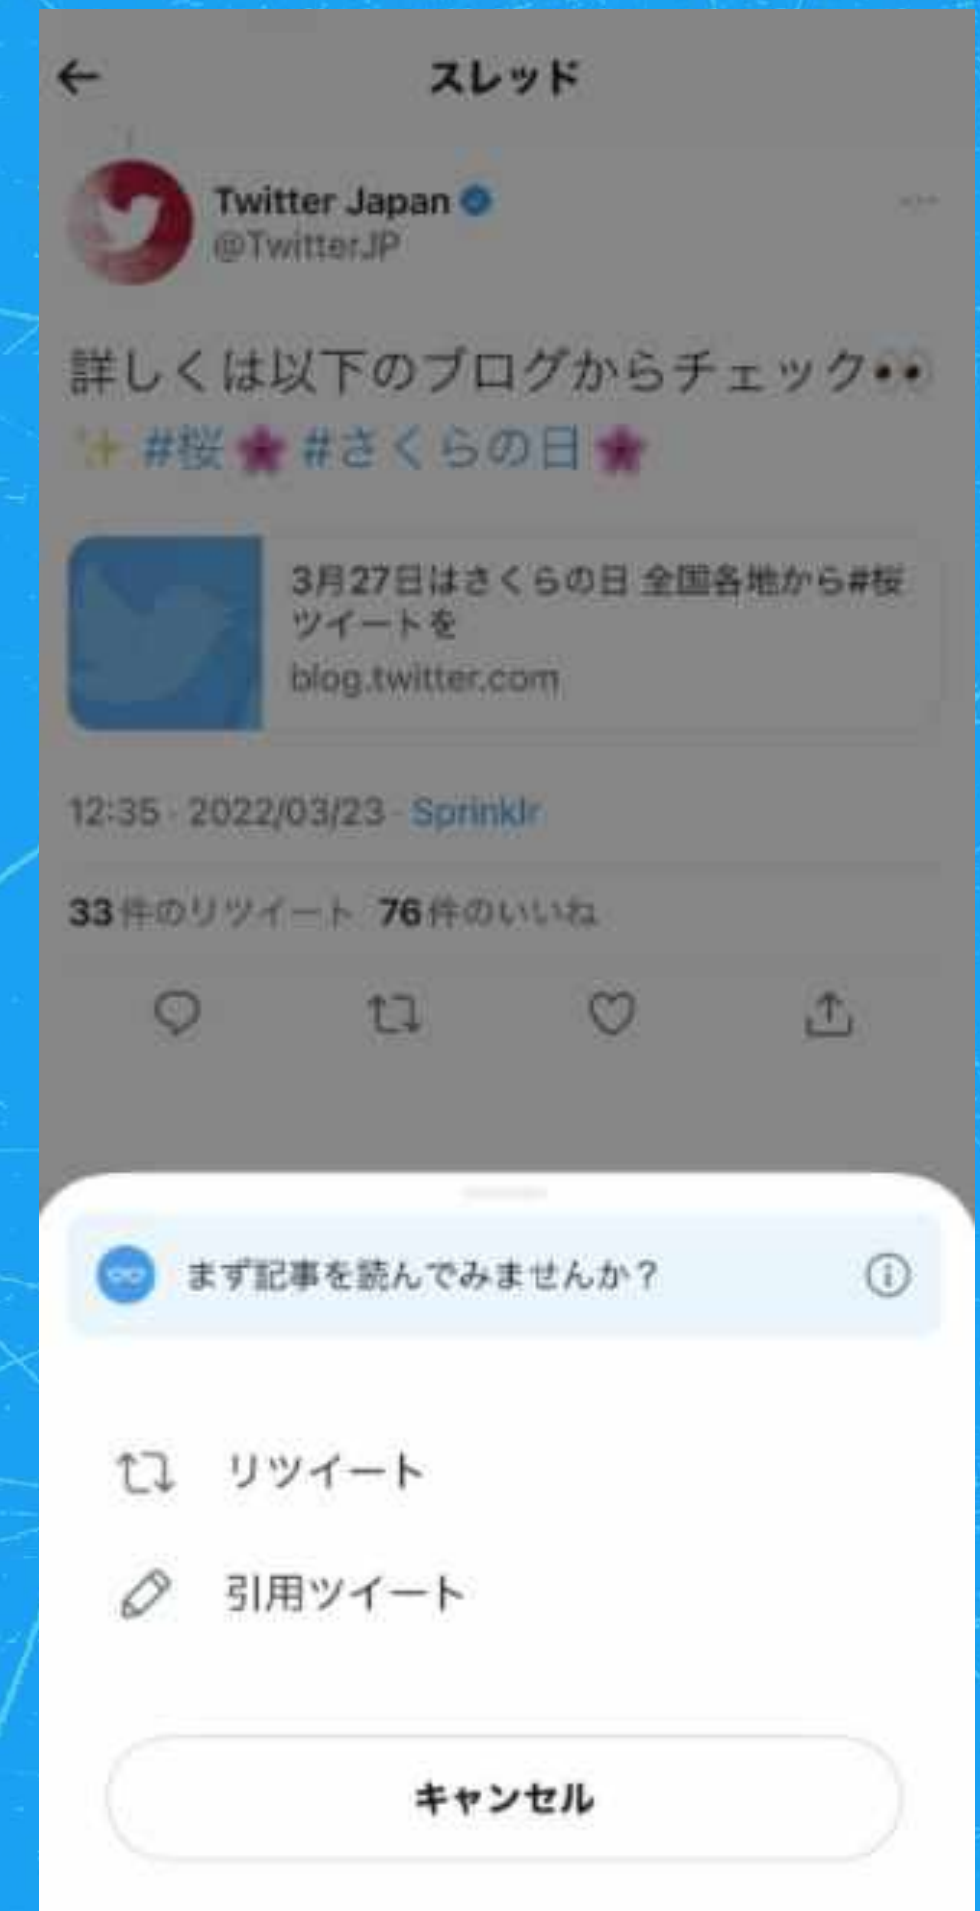 スレッド
Twitter Japan
@TwitterJP
詳しくは以下のブログからチェック👀
✨ #桜🌸 #さくらの日🌸
3月27日はさくらの日 全国各地から#桜
ツイートを
blog.twitter.com
12:35 · 2022/03/23 · Sprinklr
33件のリツイート 76件のいいね
まず記事を読んでみませんか？
リツイート
引用ツイート
キャンセル